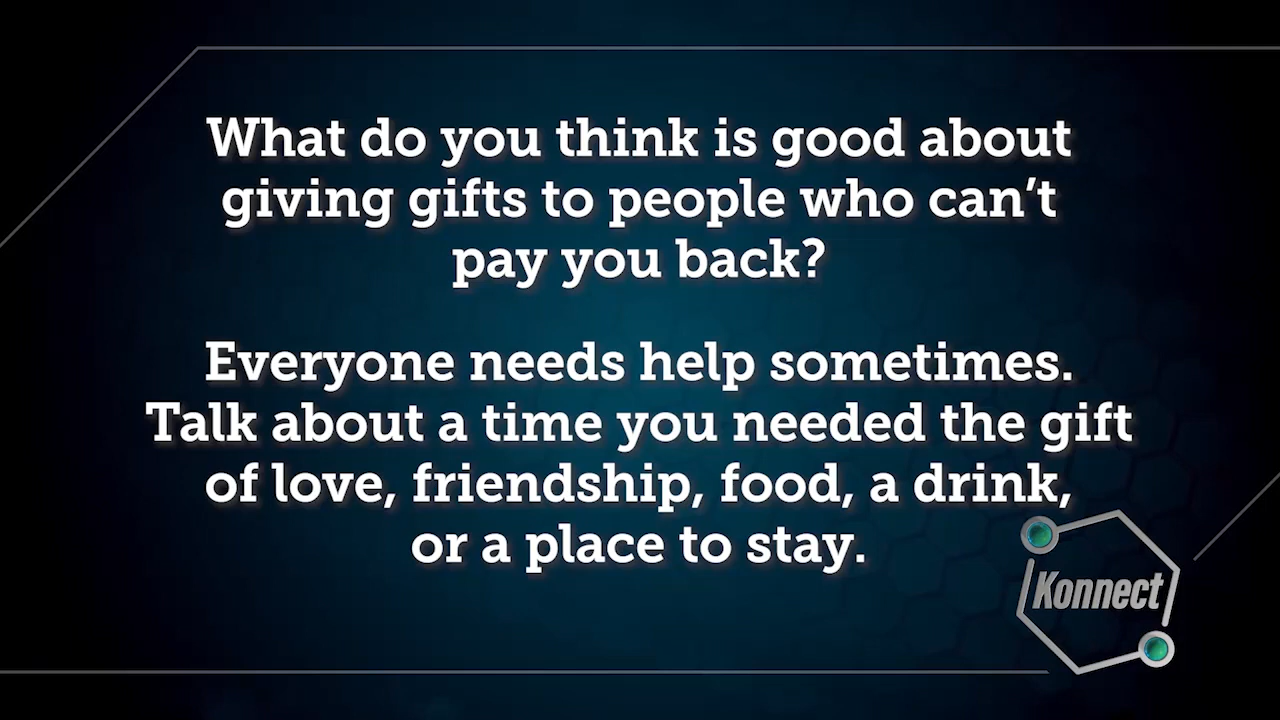 What do you think is good about
giving gifts to people who can’t
pay you back?
Everyone needs help sometimes.
Talk about a time you needed the gift
of love, friendship, food, a drink,
or a place to stay.
Konnect